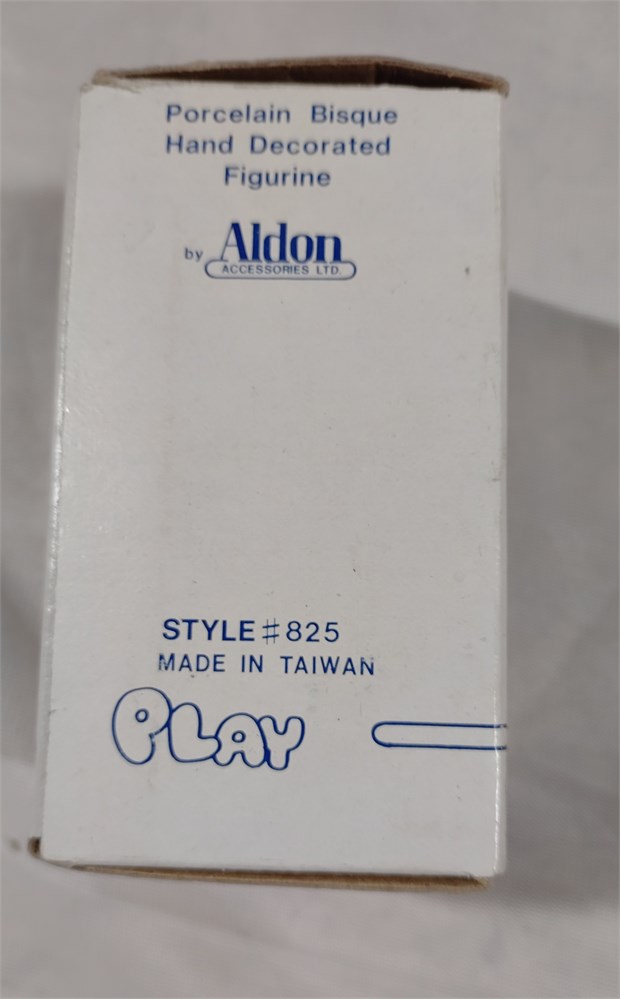 Porcelain Bisque
Hand Decorated
Figurine
by Aldon
ACCESSORIES LTD.
STYLE #825
MADE IN TAIWAN
PLAY